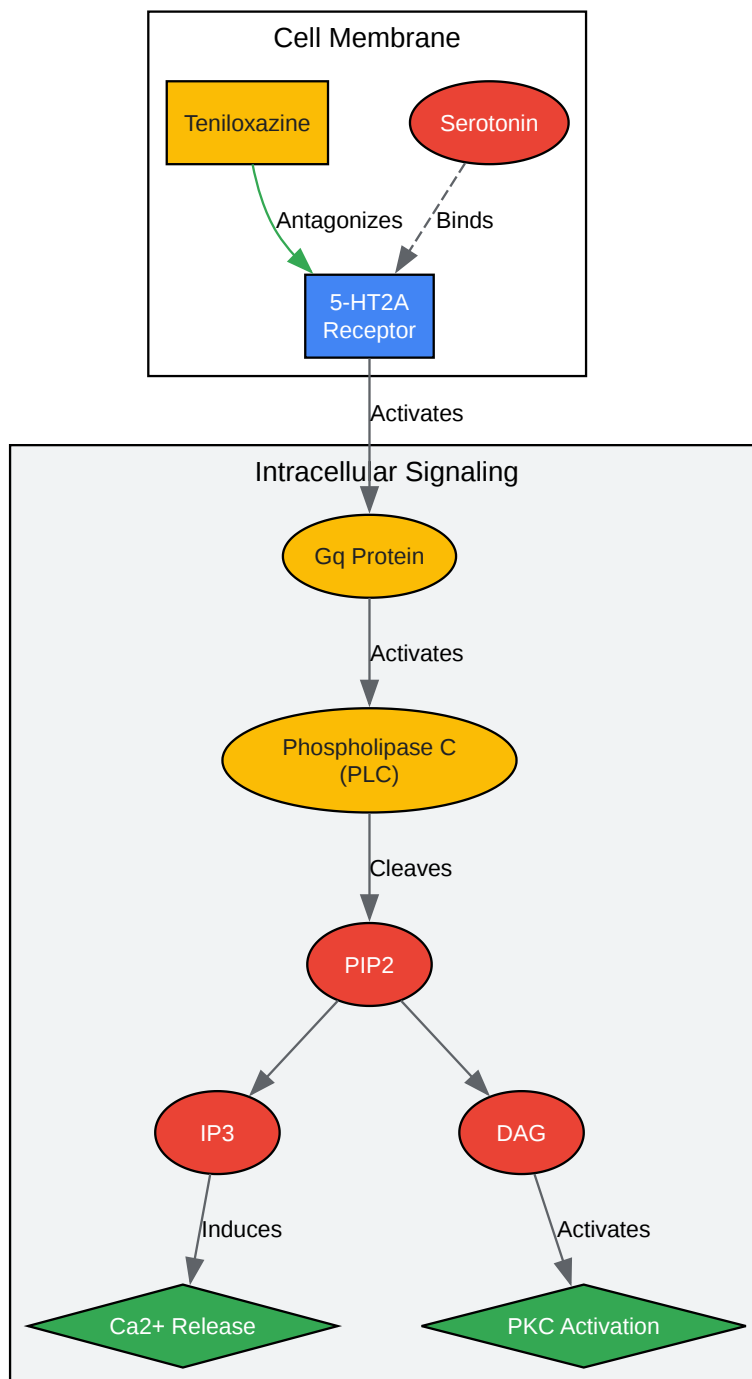 Cell Membrane
Teniloxazine
Serotonin
Antagonizes
Binds
5-HT2A
Receptor
Activates
Intracellular Signaling
Gq Protein
Activates
Phospholipase C
(PLC)
Cleaves
PIP2
IP3
DAG
Induces
Activates
Ca2+ Release
PKC Activation